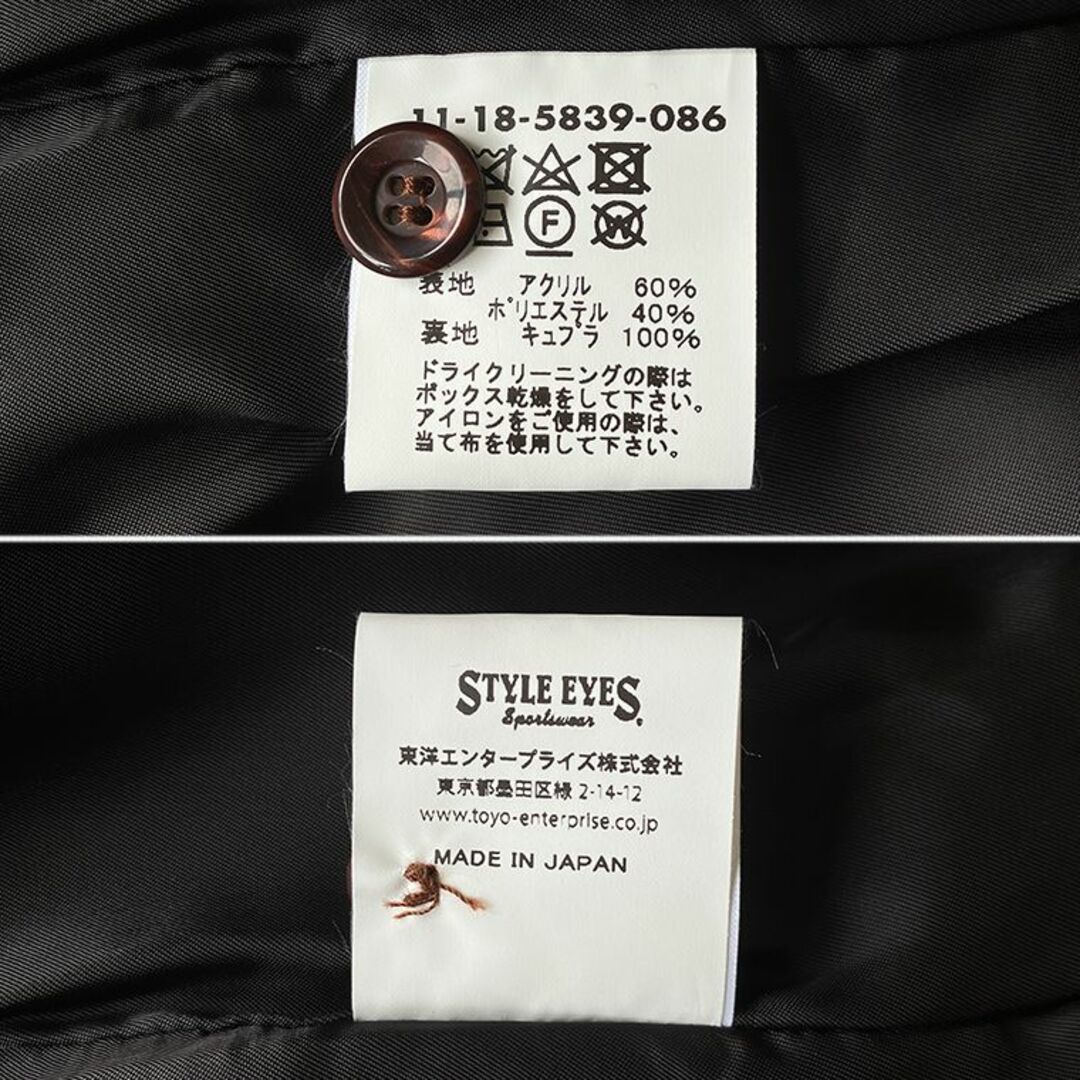 11-18-5839-086
F
W
表地 アクリル 60%
ポリエステル 40%
裏地 キュプラ 100%
ドライクリーニングの際は
ボックス乾燥をして下さい。
アイロンをご使用の際は、
当て布を使用して下さい。
STYLE EYES
Sportswear
東洋エンタープライズ株式会社
東京都墨田区緑 2-14-12
www.toyo-enterprise.co.jp
MADE IN JAPAN